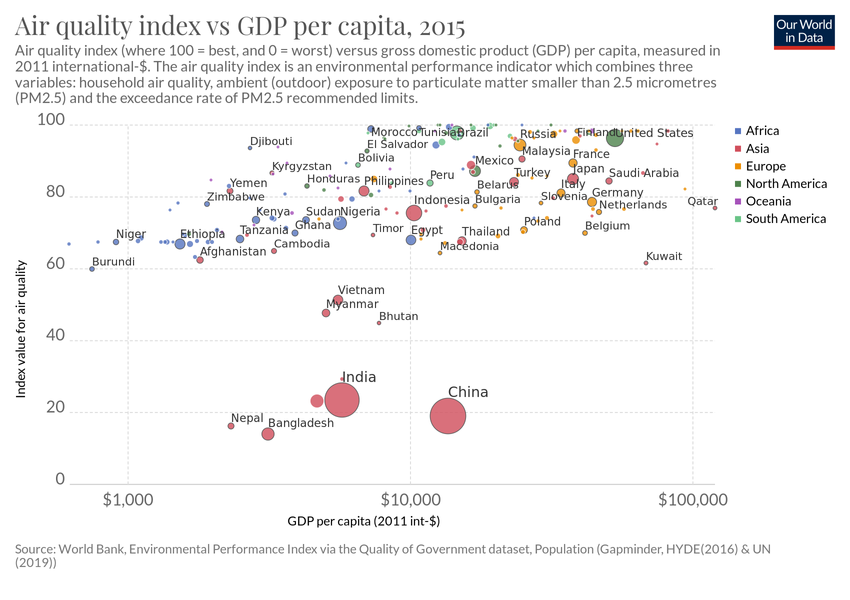 Air quality index vs GDP per capita, 2015
Our World
in Data
Air quality index (where 100 = best, and 0 = worst) versus gross domestic product (GDP) per capita, measured in
2011 international-$. The air quality index is an environmental performance indicator which combines three
variables: household air quality, ambient (outdoor) exposure to particulate matter smaller than 2.5 micrometres
(PM2.5) and the exceedance rate of PM2.5 recommended limits.
100
80
60
40
20
0
Index value for air quality
Djibouti
Morocco
Tunisia
Brazil
El Salvador
Russia
Finland
United States
Bolivia
Malaysia
France
Kyrgyzstan
Mexico
Yemen
Honduras
Philippines
Peru
Turkey
Japan
Saudi Arabia
Zimbabwe
Belarus
Italy
Indonesia
Bulgaria
Slovenia
Germany
Netherlands
Qatar
Kenya
Sudan
Nigeria
Niger
Ethiopia
Tanzania
Ghana
Timor
Egypt
Thailand
Poland
Belgium
Afghanistan
Cambodia
Macedonia
Burundi
Kuwait
Vietnam
Myanmar
Bhutan
India
China
Nepal
Bangladesh
$1,000
$10,000
$100,000
GDP per capita (2011 int-$)
Africa
Asia
Europe
North America
Oceania
South America
Source: World Bank, Environmental Performance Index via the Quality of Government dataset, Population (Gapminder, HYDE(2016) & UN
(2019))